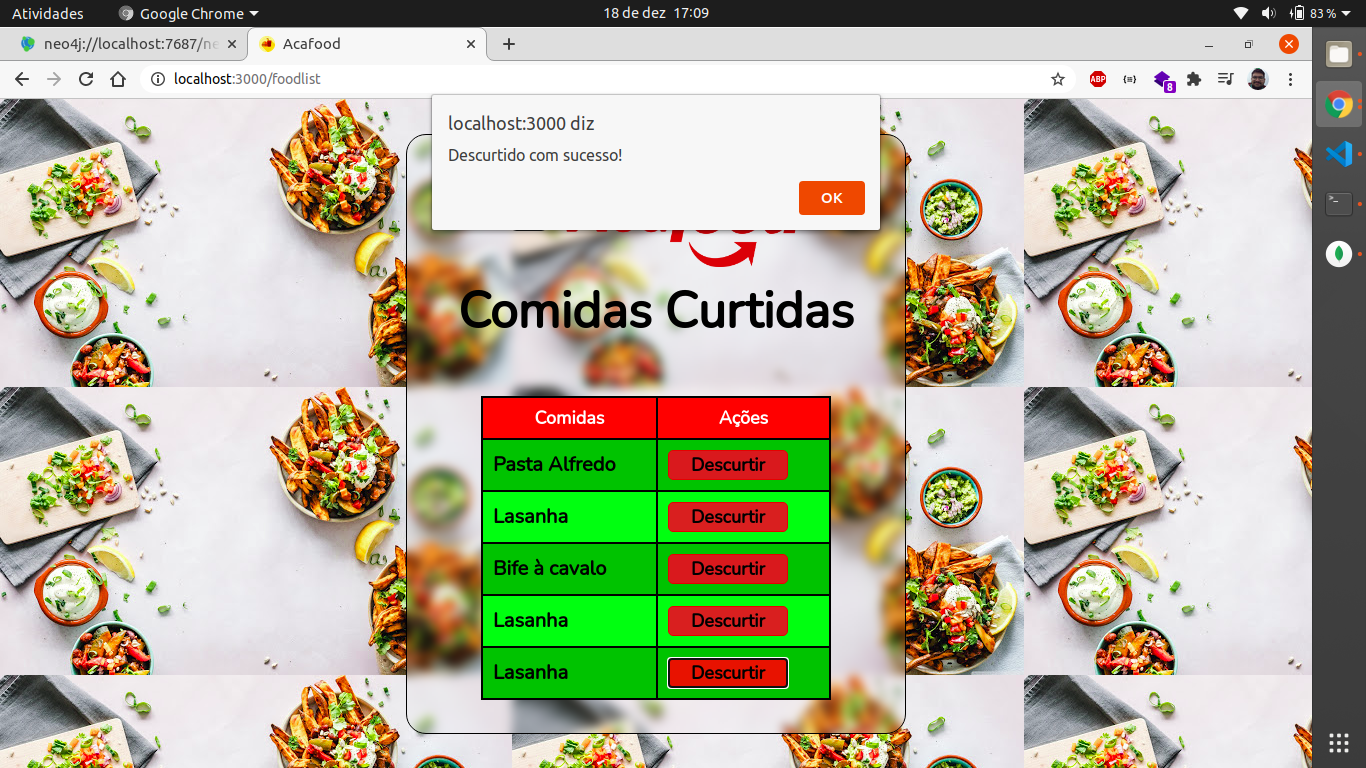 Atividades
Google Chrome
18 de dez 17:09
83 %
neo4j://localhost:7687/ne
Acafood
localhost:3000/foodlist
ABP
8
localhost:3000 diz
Descurtido com sucesso!
OK
Comidas Curtidas
Comidas Ações
Pasta Alfredo Descurtir
Lasanha Descurtir
Bife à cavalo Descurtir
Lasanha Descurtir
Lasanha Descurtir